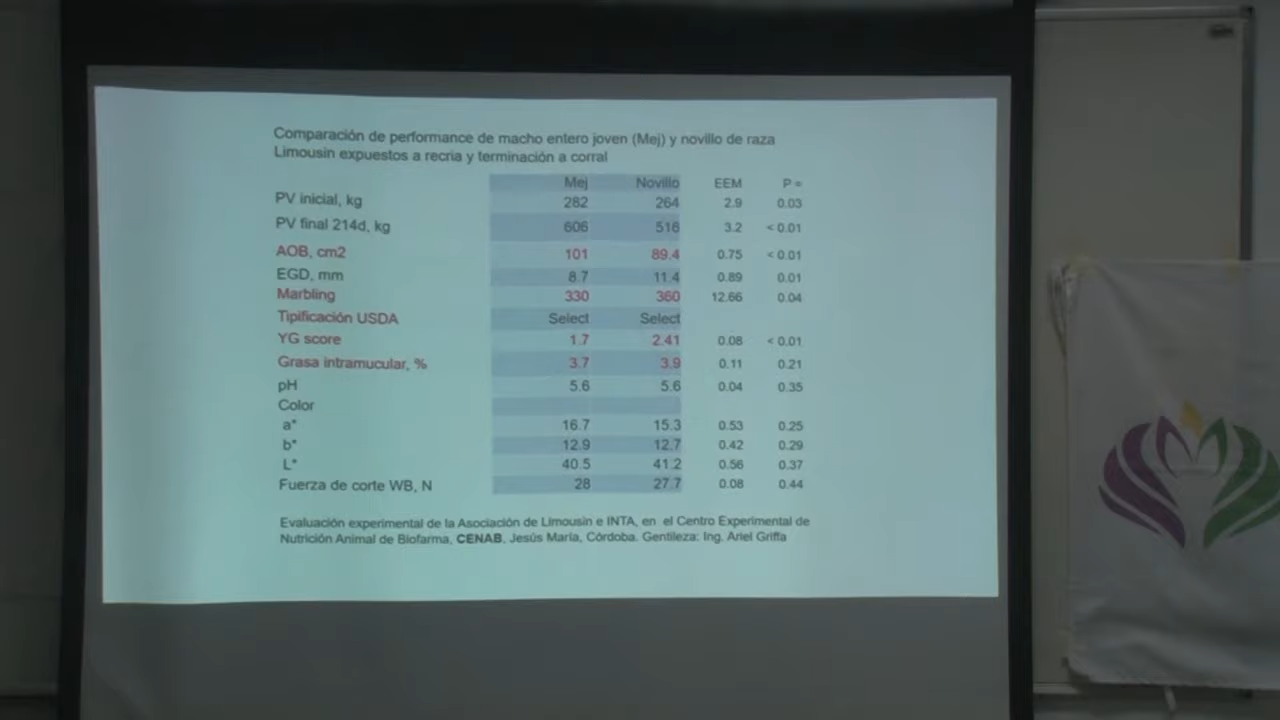 Comparación de performance de macho entero joven (Mej) y novillo de raza
Limousin expuestos a recria y terminación a corral
Mej Novillo EEM P =
PV inicial, kg 282 264 2.9 0.03
PV final 214d, kg 606 516 3.2 < 0.01
AOB, cm2 101 89.4 0.75 < 0.01
EGD, mm 8.7 11.4 0.89 0.01
Marbling 330 360 12.66 0.04
Tipificación USDA Select Select
YG score 1.7 2.41 0.08 < 0.01
Grasa intramucular, % 3.7 3.9 0.11 0.21
pH 5.6 5.6 0.04 0.35
Color
a* 16.7 15.3 0.53 0.25
b* 12.9 12.7 0.42 0.29
L* 40.5 41.2 0.56 0.37
Fuerza de corte WB, N 28 27.7 0.08 0.44
Evaluación experimental de la Asociación de Limousin e INTA, en el Centro Experimental de
Nutrición Animal de Biofarma, CENAB, Jesús María, Córdoba. Gentileza: Ing. Ariel Griffa